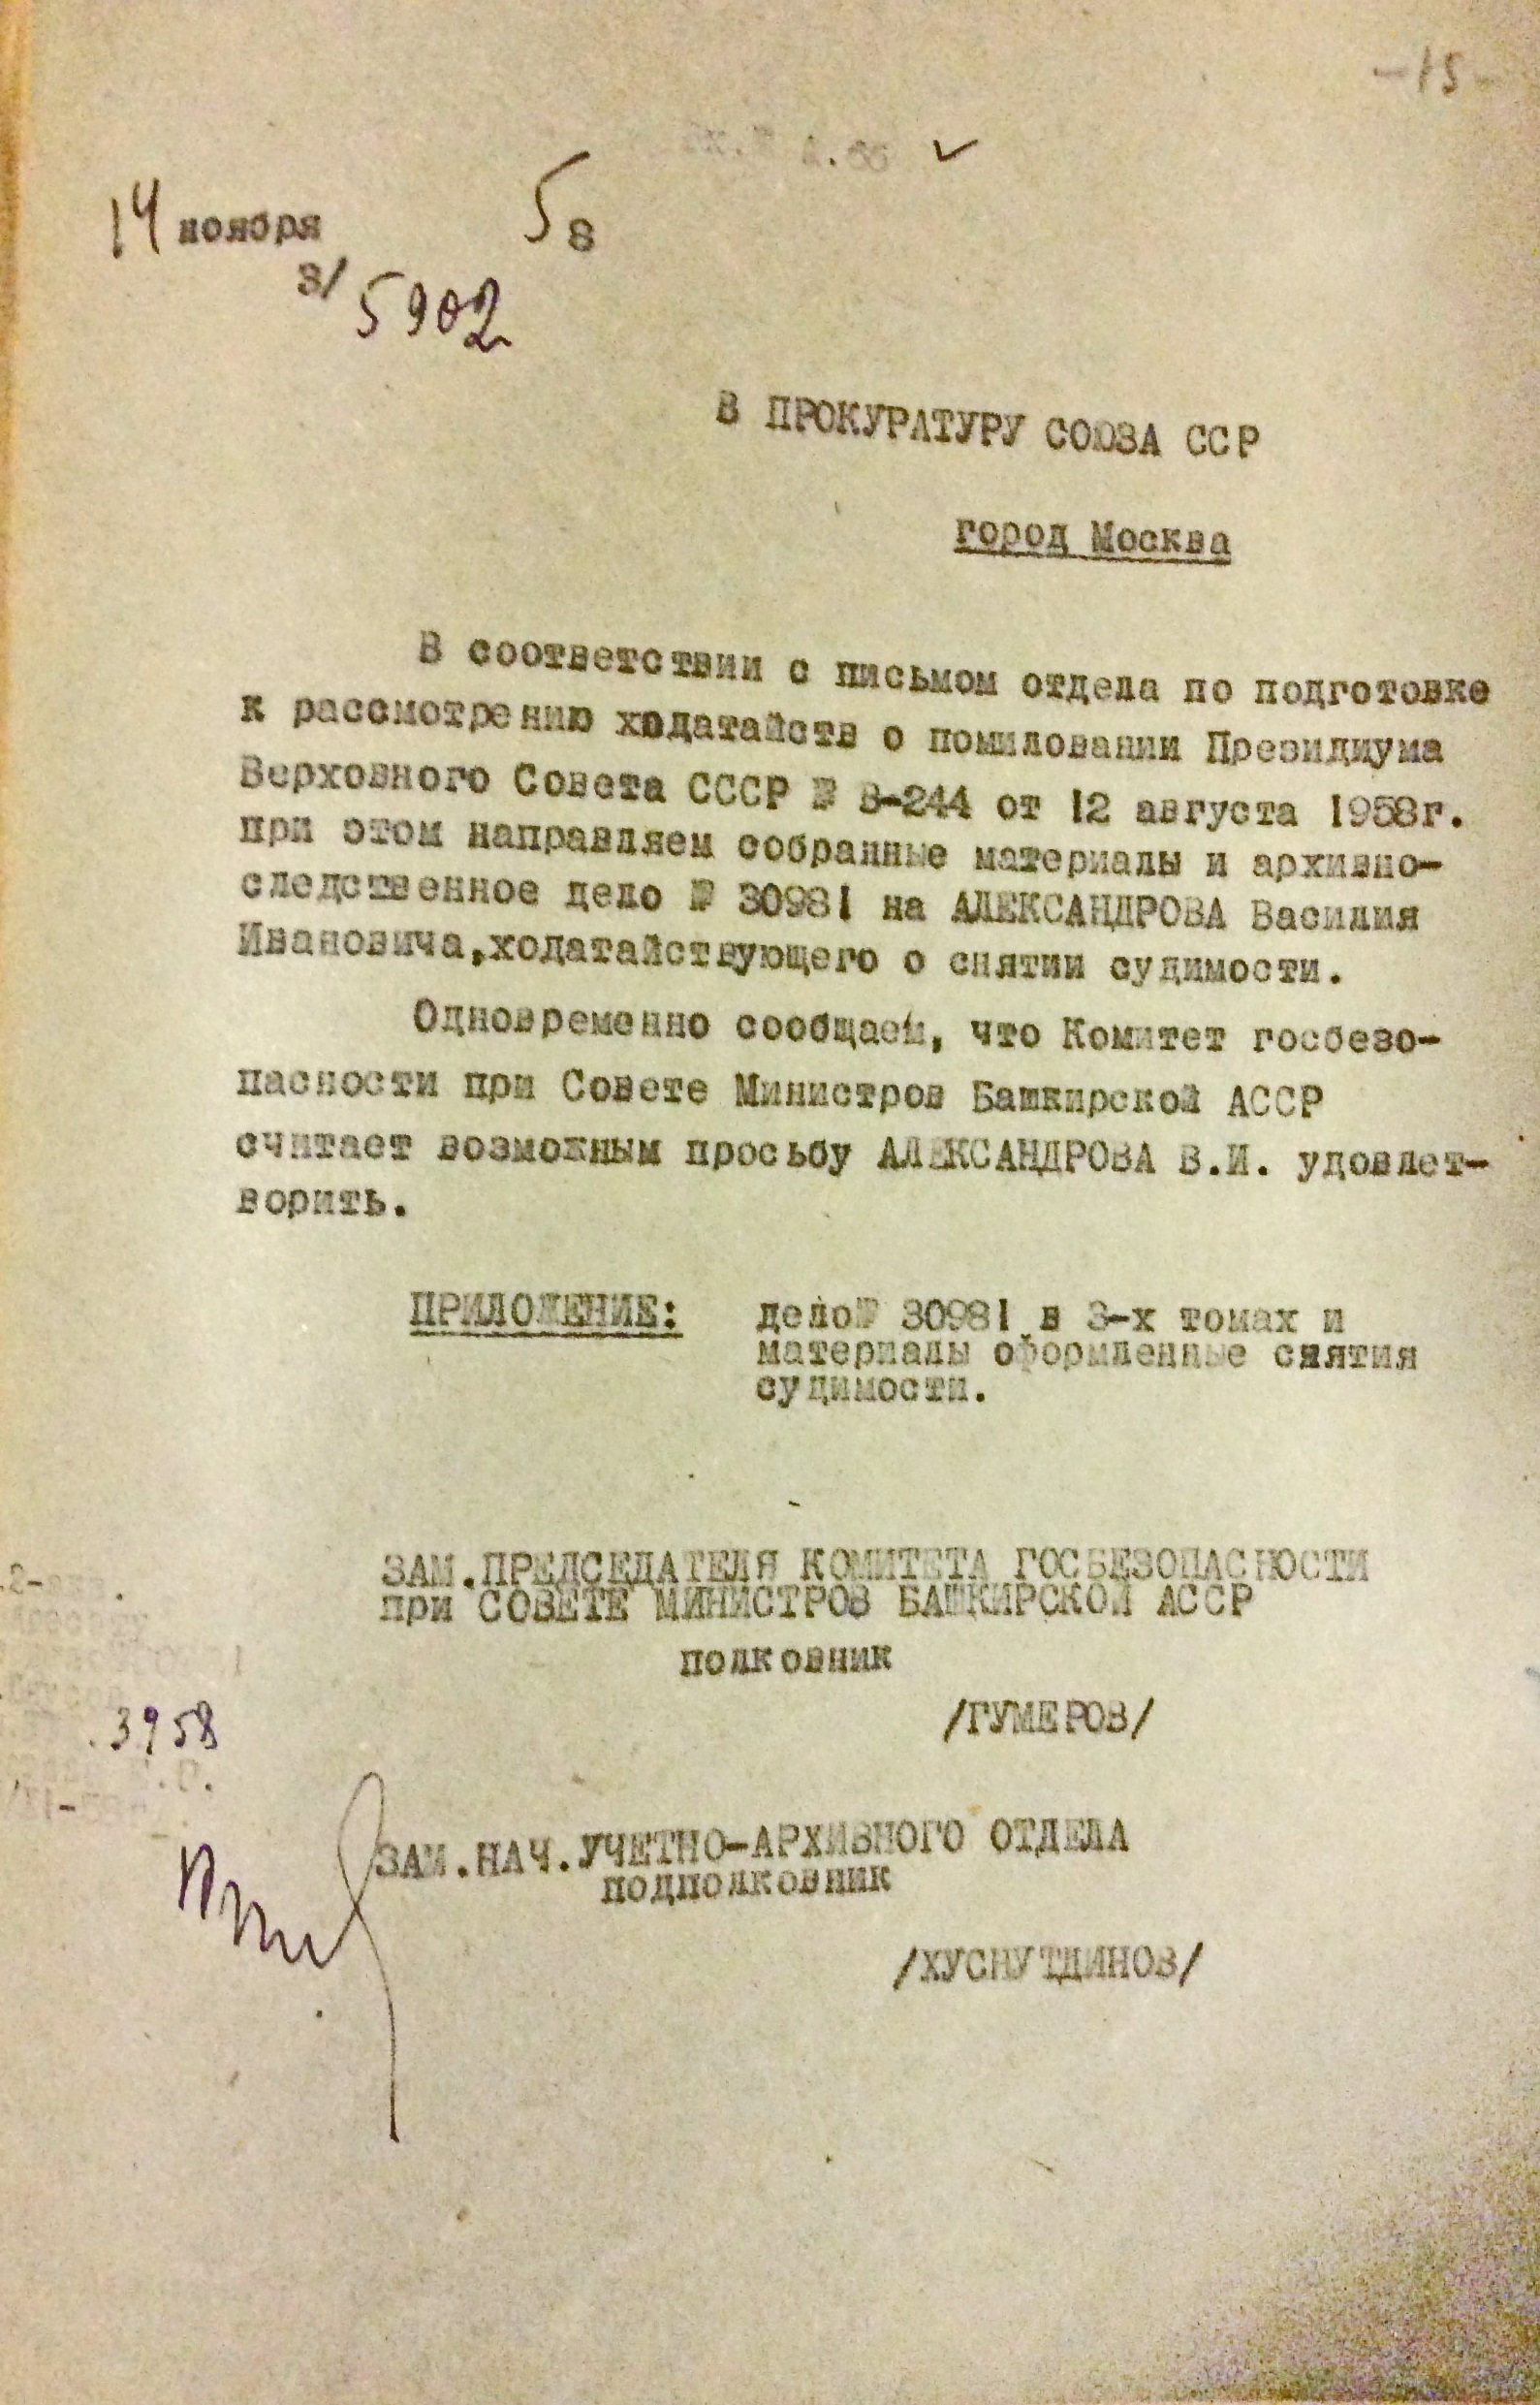 -15-
14 ноября 58
3/5902
В ПРОКУРАТУРУ СОЮЗА ССР
город Москва
В соответствии с письмом отдела по подготовке
к рассмотрению ходатайств о помиловании Президиума
Верховного Совета СССР № 8-244 от 12 августа 1958г.
при этом направляем собранные материалы и архивно-
следственное дело № 30981 на АЛЕКСАНДРОВА Василия
Ивановича,ходатайствующего о снятии судимости.
Одновременно сообщаем, что Комитет госбезо-
пасности при Совете Министров Башкирской АССР
считает возможным просьбу АЛЕКСАНДРОВА В.И. удовлет-
ворить.
ПРИЛОЖЕНИЕ: дело№ 30981 в 3-х томах и
материалы оформленные снятия
судимости.
ЗАМ.ПРЕДСЕДАТЕЛЯ КОМИТЕТА ГОСБЕЗОПАСНОСТИ
при СОВЕТЕ МИНИСТРОВ БАШКИРСКОЙ АССР
полковник
/ГУМЕРОВ/
3958
ЗАМ.НАЧ.УЧЕТНО-АРХИВНОГО ОТДЕЛА
подполковник
/ХУСНУТДИНОВ/